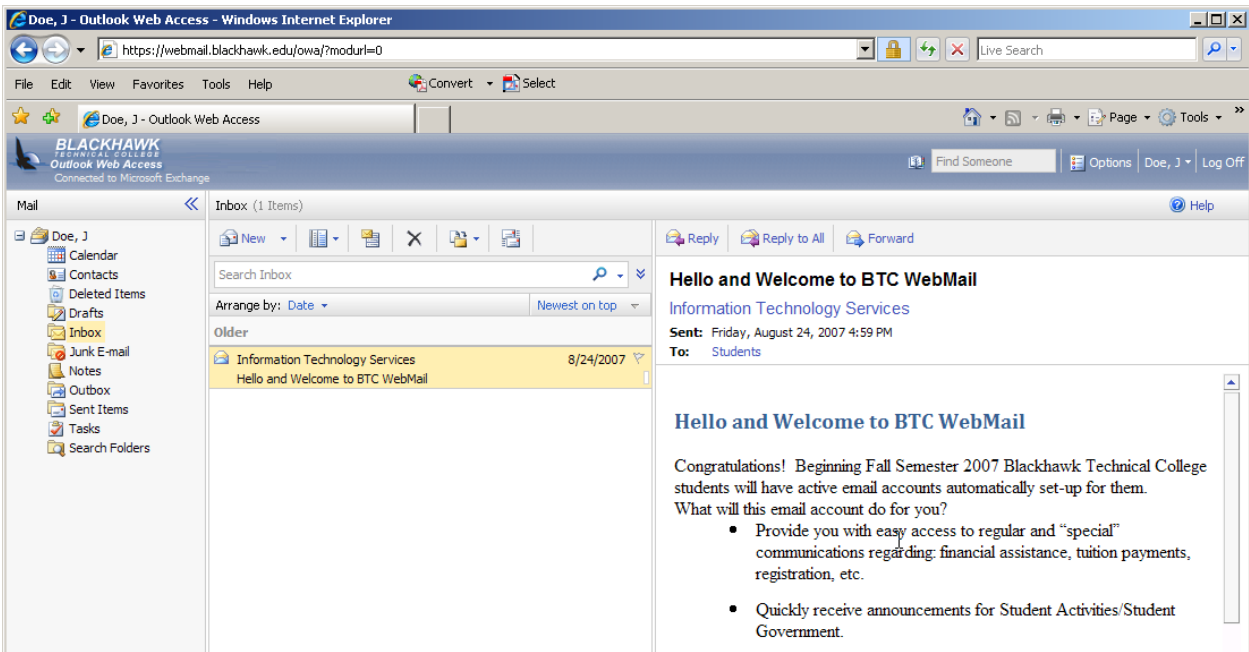 Doe, J - Outlook Web Access - Windows Internet Explorer
https://webmail.blackhawk.edu/owa/?modurl=0
Live Search
File Edit View Favorites Tools Help
Convert Select
Doe, J - Outlook Web Access
Page Tools
BLACKHAWK
TECHNICAL COLLEGE
Outlook Web Access
Connected to Microsoft Exchange
Find Someone
Options Doe, J Log Off
Mail
Inbox (1 Items)
Help
Doe, J
Calendar
Contacts
Deleted Items
Drafts
Inbox
Junk E-mail
Notes
Outbox
Sent Items
Tasks
Search Folders
New
Search Inbox
Arrange by: Date Newest on top
Older
Information Technology Services 8/24/2007
Hello and Welcome to BTC WebMail
Reply Reply to All Forward
Hello and Welcome to BTC WebMail
Information Technology Services
Sent: Friday, August 24, 2007 4:59 PM
To: Students
Hello and Welcome to BTC WebMail
Congratulations! Beginning Fall Semester 2007 Blackhawk Technical College
students will have active email accounts automatically set-up for them.
What will this email account do for you?
• Provide you with easy access to regular and “special”
communications regarding: financial assistance, tuition payments,
registration, etc.
• Quickly receive announcements for Student Activities/Student
Government.